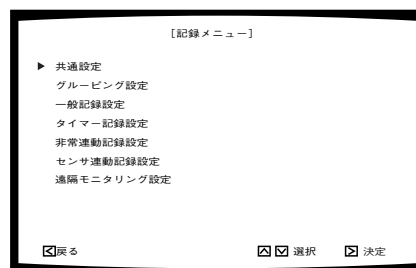 [記録メニュー]
▶ 共通設定
グルーピング設定
一般記録設定
タイマー記録設定
非常連動記録設定
センサ連動記録設定
遠隔モニタリング設定
戻る 選択 決定